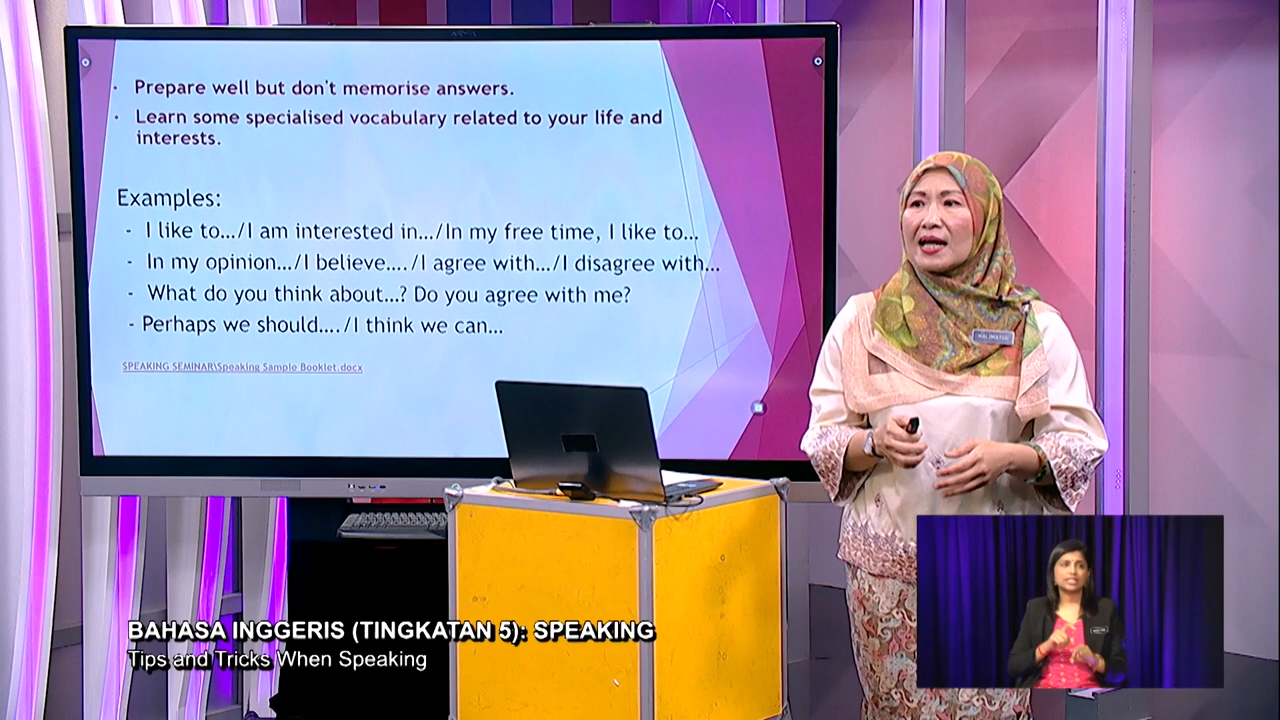 · Prepare well but don't memorise answers.
· Learn some specialised vocabulary related to your life and
interests.
Examples:
- I like to.../I am interested in.../In my free time, I like to...
- In my opinion.../I believe..../I agree with.../I disagree with...
- What do you think about...? Do you agree with me?
- Perhaps we should..../I think we can...
SPEAKING SEMINAR\Speaking Sample Booklet.docx
BAHASA INGGERIS (TINGKATAN 5): SPEAKING
Tips and Tricks When Speaking